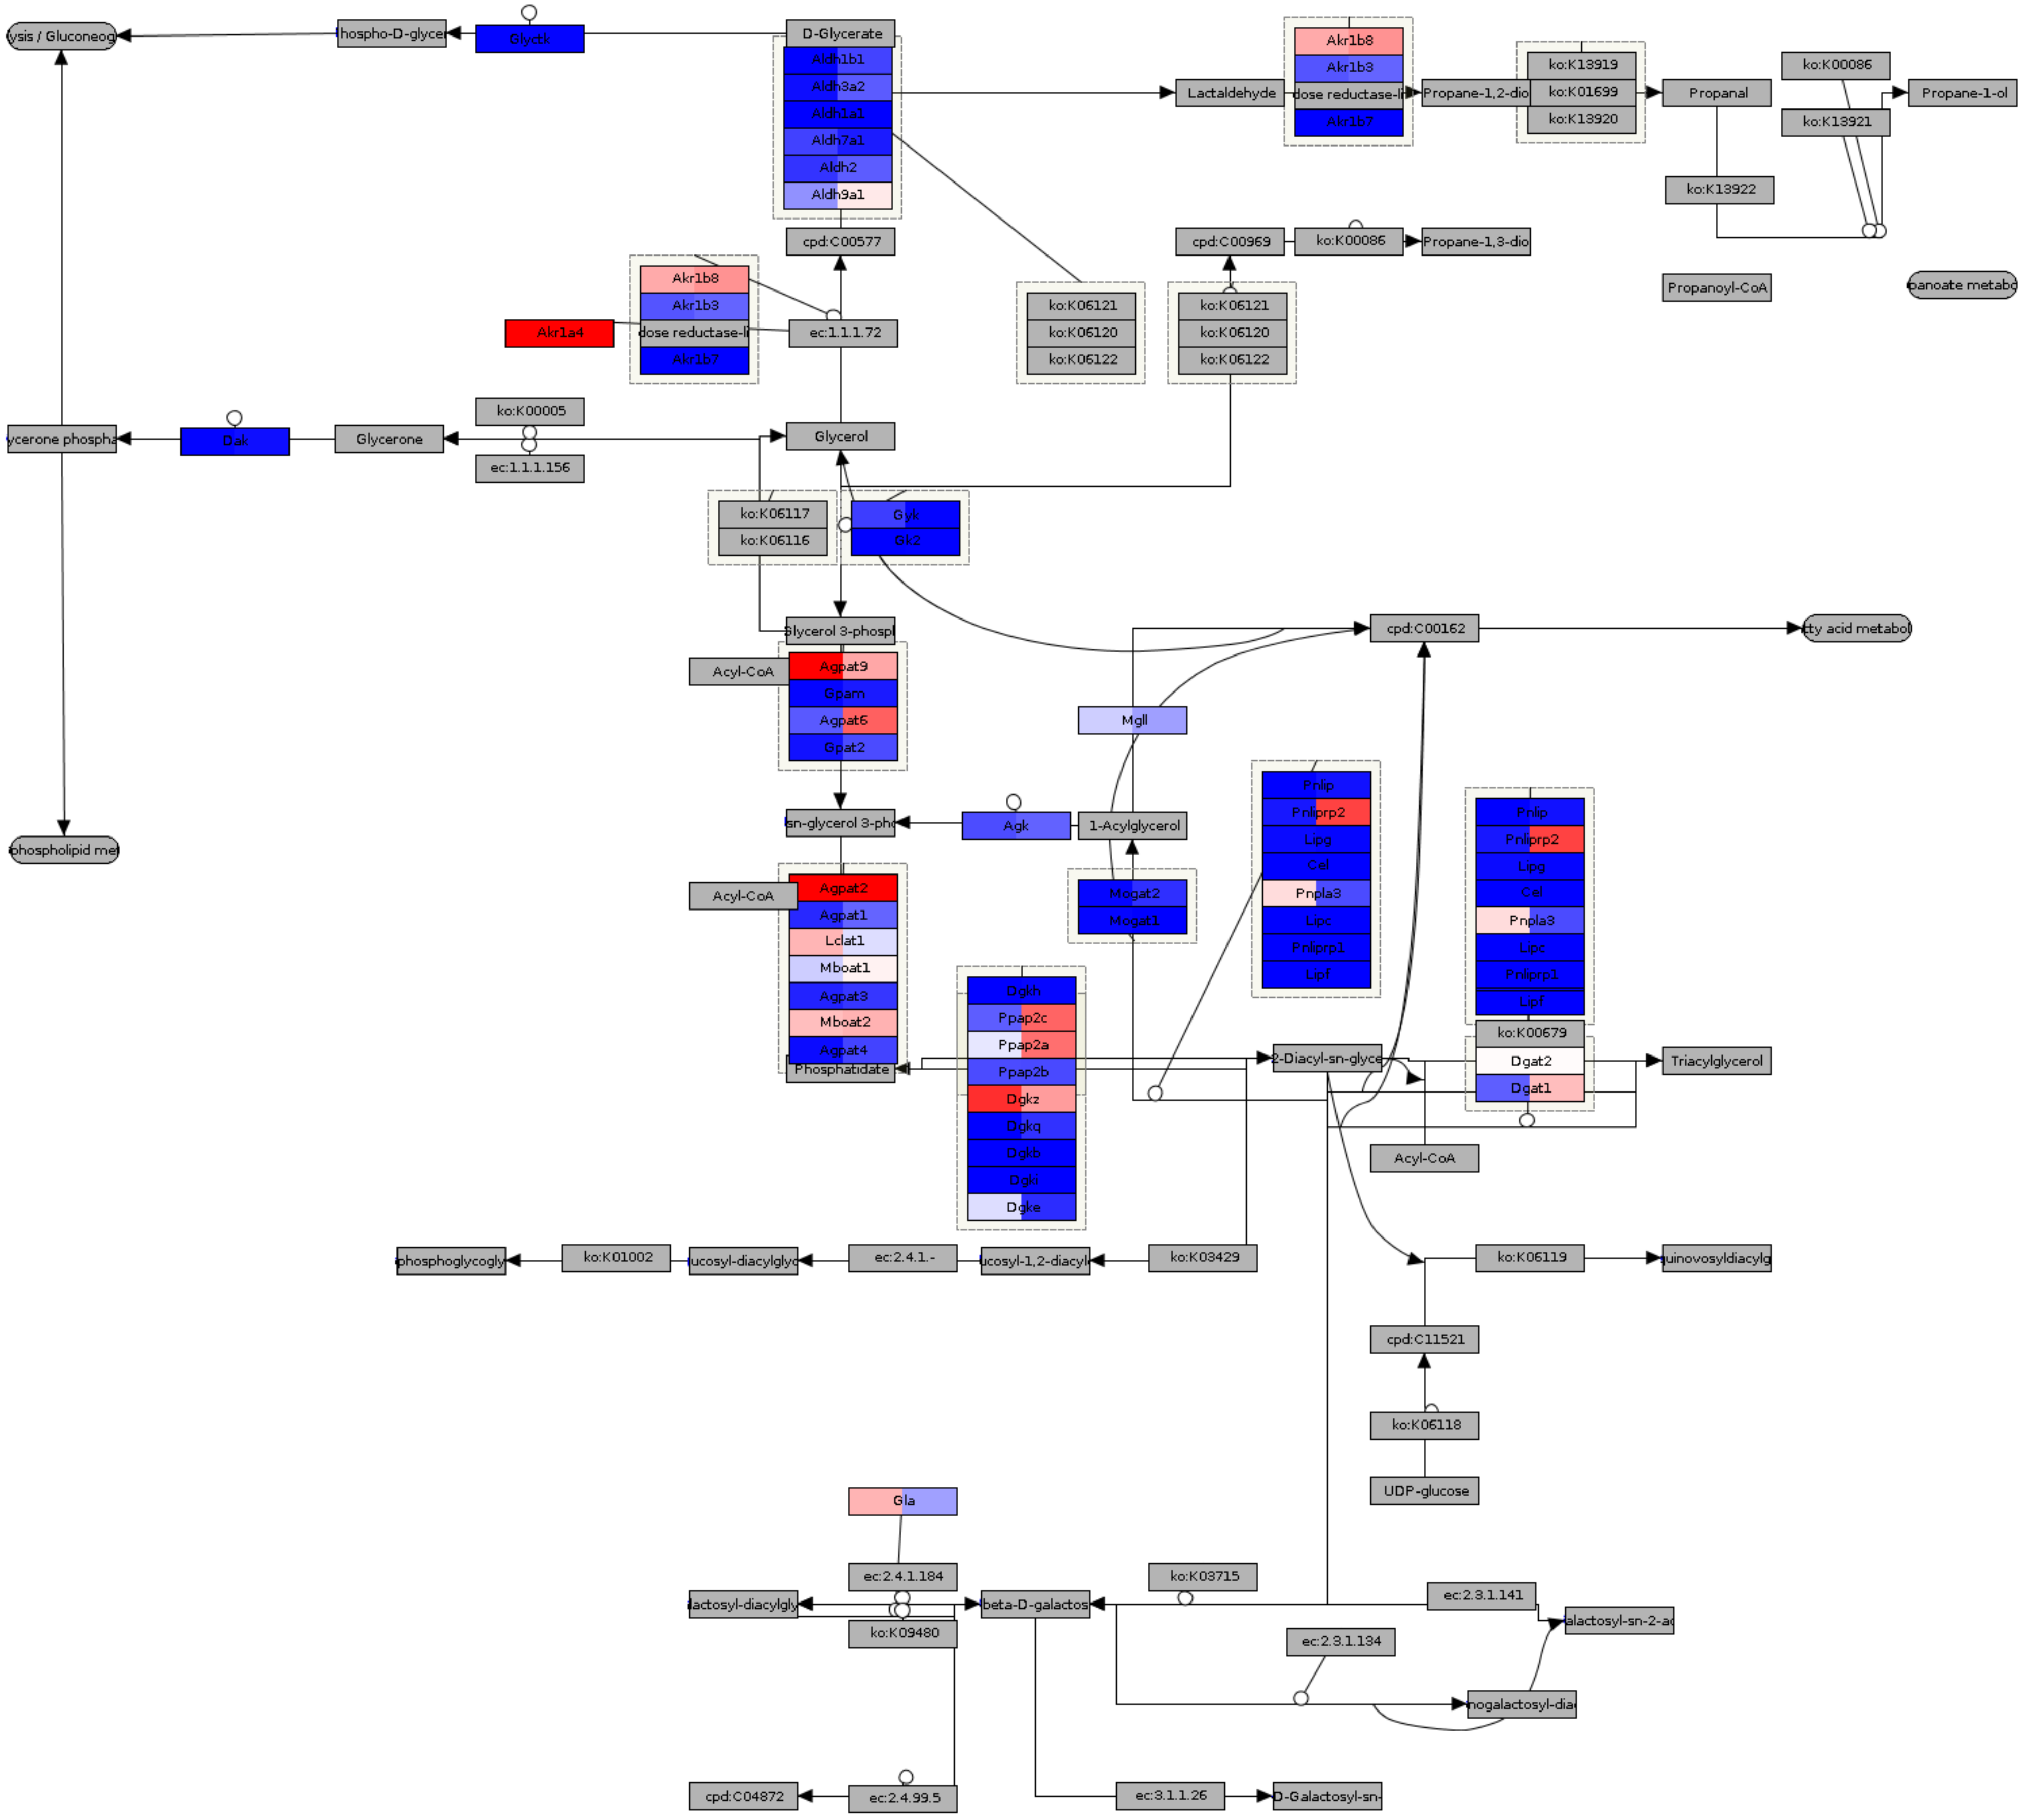 ysis / Gluconeog
hospho-D-glycer
Glyctk
D-Glycerate
Aldh1b1
Aldh3a2
Aldh1a1
Aldh7a1
Aldh2
Aldh9a1
cpd:C00577
Lactaldehyde
Akr1b8
Akr1b3
dose reductase-li
Akr1b7
Propane-1,2-dio
ko:K13919
ko:K01699
ko:K13920
Propanal
ko:K00086
ko:K13921
Propane-1-ol
ko:K13922
cpd:C00969
ko:K00086
Propane-1,3-dio
Propanoyl-CoA
panoate metabo
Akr1a4
Akr1b8
Akr1b3
dose reductase-li
Akr1b7
ec:1.1.1.72
ko:K06121
ko:K06120
ko:K06122
ko:K06121
ko:K06120
ko:K06122
ycerone phospha
Dak
Glycerone
ko:K00005
ec:1.1.1.156
Glycerol
ko:K06117
ko:K06116
Gyk
Gk2
Glycerol 3-phosph
cpd:C00162
tty acid metabol
Acyl-CoA
Agpat9
Gpam
Agpat6
Gpat2
Mgll
sn-glycerol 3-pho
Agk
1-Acylglycerol
phospholipid met
Pnlip
Pnliprp2
Lipg
Cel
Pnpla3
Lipc
Pnliprp1
Lipf
Pnlip
Pnliprp2
Lipg
Cel
Pnpla3
Lipc
Pnliprp1
Lipf
ko:K00679
Dgat2
Dgat1
Acyl-CoA
Agpat2
Agpat1
Lclat1
Mboat1
Agpat3
Mboat2
Agpat4
Phosphatidate
Mogat2
Mogat1
Dgkh
Ppap2c
Ppap2a
Ppap2b
Dgkz
Dgkq
Dgkb
Dgki
Dgke
2-Diacyl-sn-glyce
Triacylglycerol
Acyl-CoA
phosphoglycogly
ko:K01002
ucosyl-diacylglyc
ec:2.4.1.-
ucosyl-1,2-diacyl
ko:K03429
ko:K06119
uinovosyldiacylg
cpd:C11521
ko:K06118
UDP-glucose
Gla
ec:2.4.1.184
lactosyl-diacylgly
ko:K09480
beta-D-galactos
ko:K03715
ec:2.3.1.141
alactosyl-sn-2-ac
ec:2.3.1.134
nogalactosyl-diac
cpd:C04872
ec:2.4.99.5
ec:3.1.1.26
D-Galactosyl-sn-